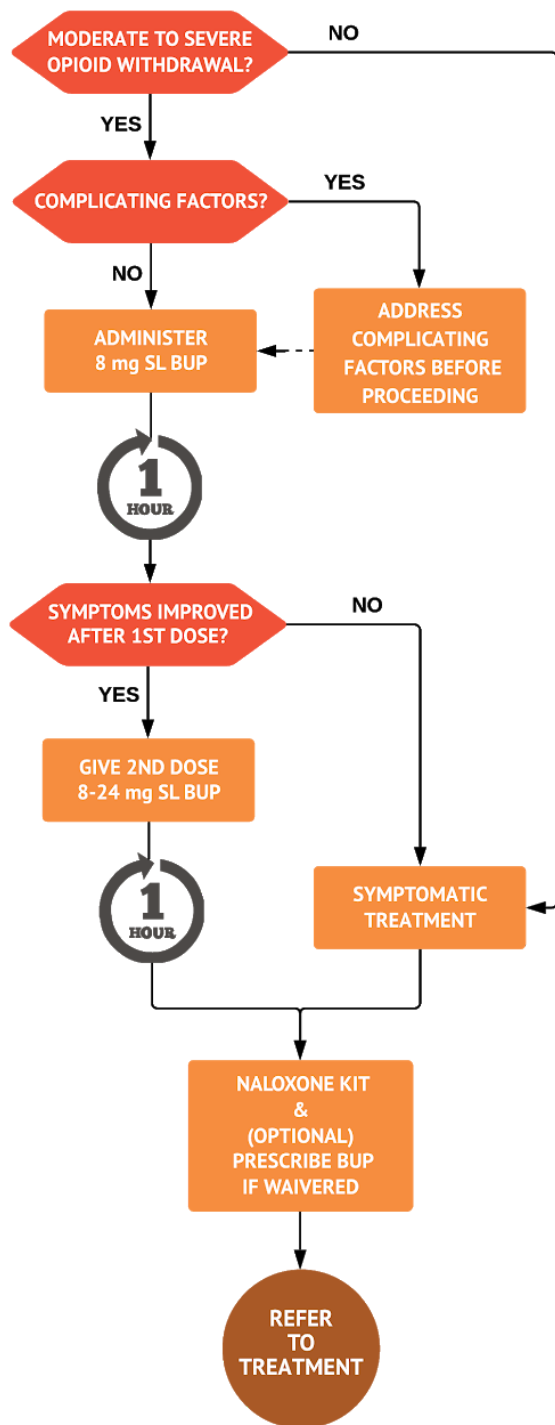 MODERATE TO SEVERE
OPIOID WITHDRAWAL?
NO
YES
COMPLICATING FACTORS?
YES
NO
ADMINISTER
8 mg SL BUP
ADDRESS
COMPLICATING
FACTORS BEFORE
PROCEEDING
1
HOUR
SYMPTOMS IMPROVED
AFTER 1ST DOSE?
NO
YES
GIVE 2ND DOSE
8-24 mg SL BUP
1
HOUR
SYMPTOMATIC
TREATMENT
NALOXONE KIT
&
(OPTIONAL)
PRESCRIBE BUP
IF WAIVERED
REFER
TO
TREATMENT